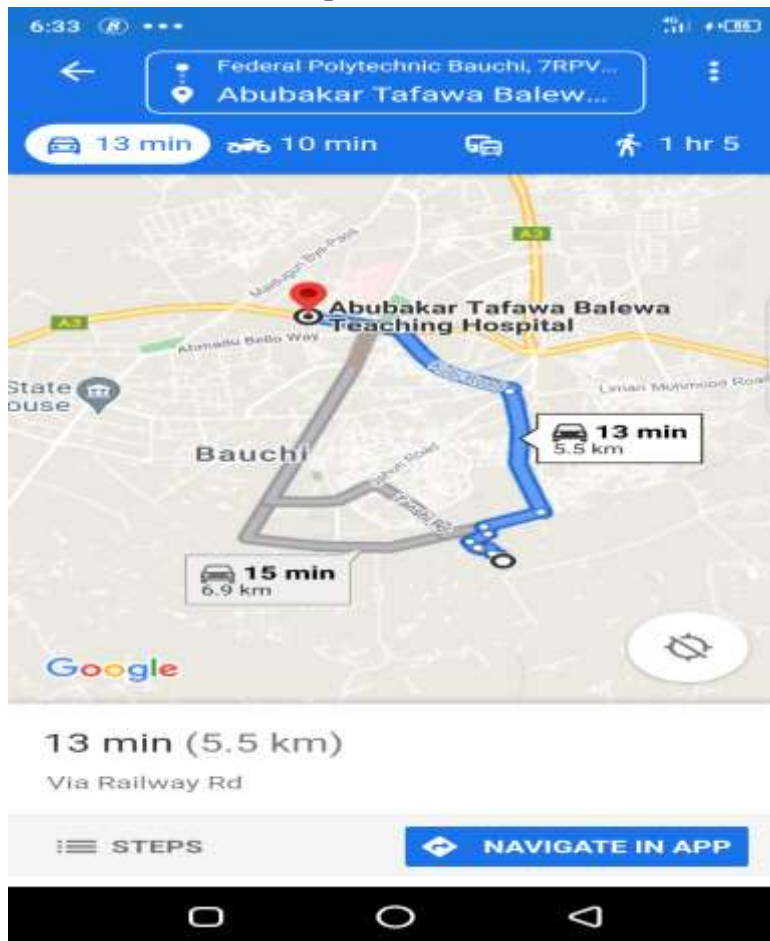 6:33
Federal Polytechnic Bauchi, 7RPV...
Abubakar Tafawa Balew...
13 min
10 min
1 hr 5
A3
Abubakar Tafawa Balewa
Teaching Hospital
A3
Ahmadu Bello Way
State
ouse
Bauchi
13 min
5.5 km
15 min
6.9 km
Google
13 min (5.5 km)
Via Railway Rd
STEPS
NAVIGATE IN APP